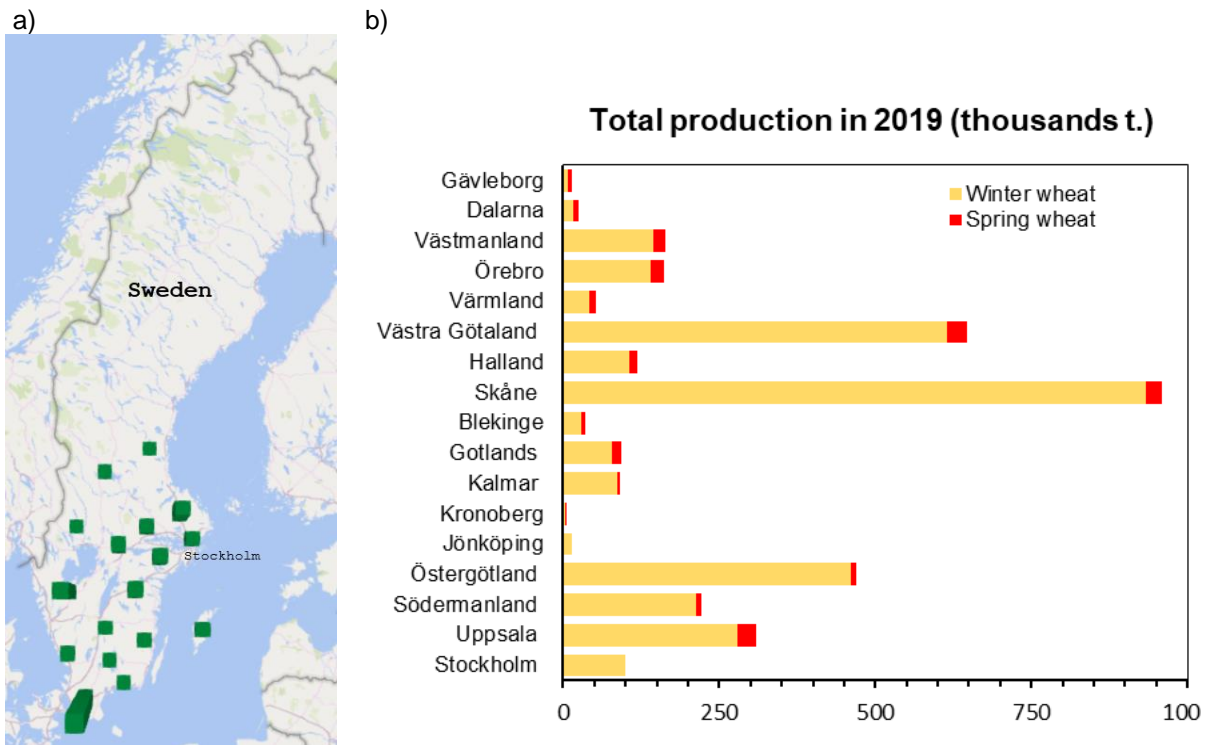 a)
b)
Sweden
Stockholm
Total production in 2019 (thousands t.)
Winter wheat
Spring wheat
Gävleborg
Dalarna
Västmanland
Örebro
Värmland
Västra Götaland
Halland
Skåne
Blekinge
Gotlands
Kalmar
Kronoberg
Jönköping
Östergötland
Södermanland
Uppsala
Stockholm
0 250 500 750 100